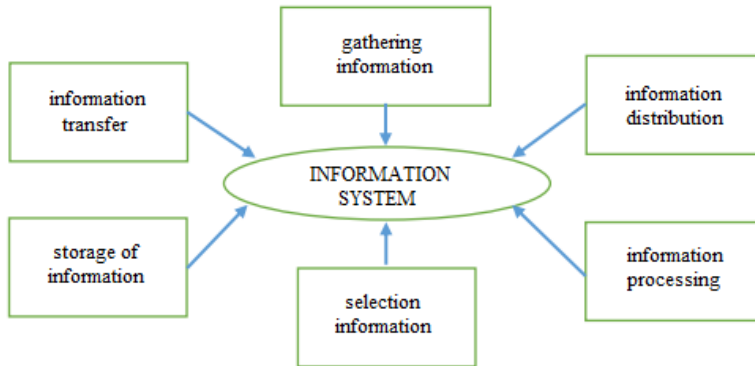 gathering
information
information
transfer
information
distribution
INFORMATION
SYSTEM
storage of
information
selection
information
information
processing